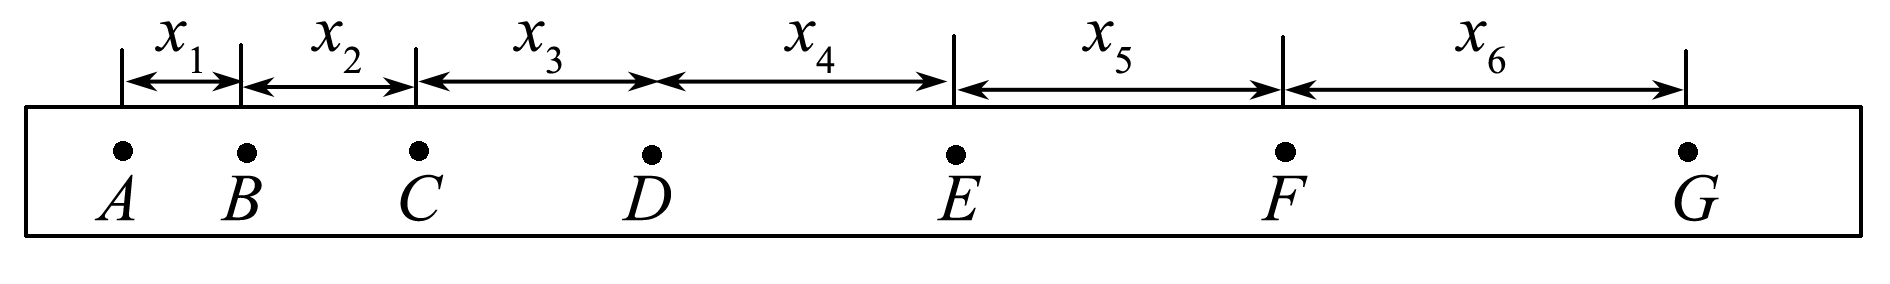 x₁ x₂ x₃ x₄ x₅ x₆
A B C D E F G